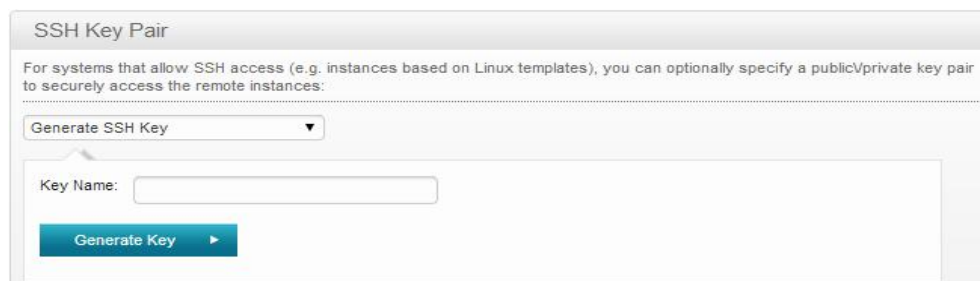 SSH Key Pair
For systems that allow SSH access (e.g. instances based on Linux templates), you can optionally specify a public\/private key pair
to securely access the remote instances:
Generate SSH Key
Key Name:
Generate Key